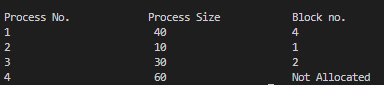 Process No. Process Size Block no.
1 40 4
2 10 1
3 30 2
4 60 Not Allocated